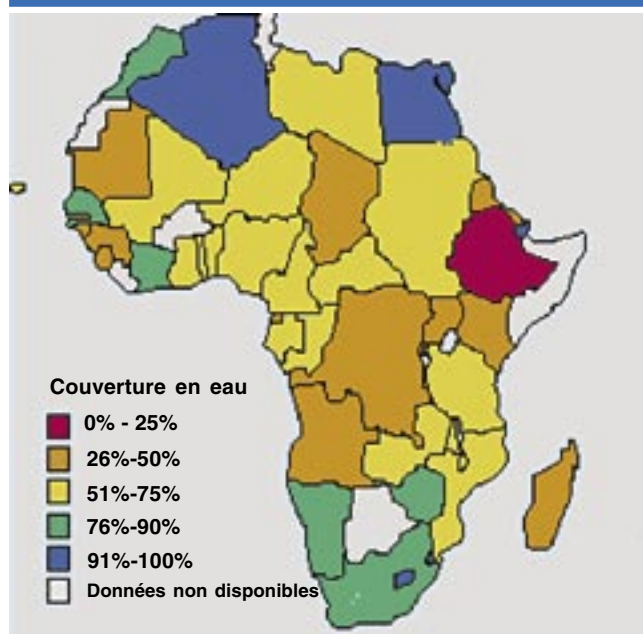 Couverture en eau
0% - 25%
26%-50%
51%-75%
76%-90%
91%-100%
Données non disponibles